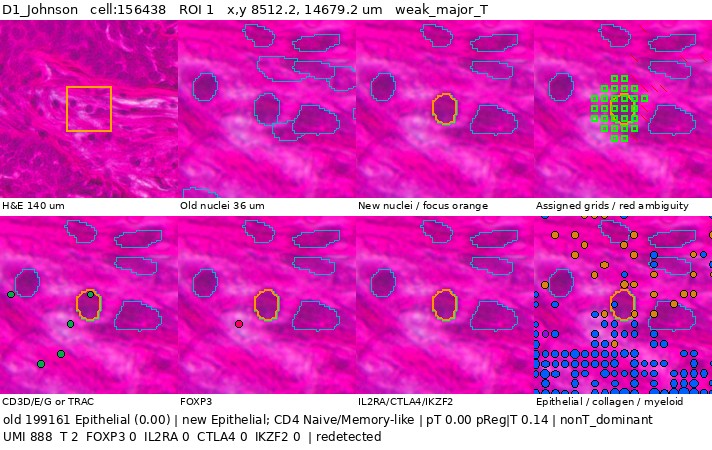 D1_Johnson   cell:156438   ROI 1   x,y 8512.2, 14679.2 um   weak_major_T
H&E 140 um
Old nuclei 36 um
New nuclei / focus orange
Assigned grids / red ambiguity
CD3D/E/G or TRAC
FOXP3
IL2RA/CTLA4/IKZF2
Epithelial / collagen / myeloid
old 199161 Epithelial (0.00) | new Epithelial; CD4 Naive/Memory-like | pT 0.00 pReg|T 0.14 | nonT_dominant
UMI 888  T 2  FOXP3 0  IL2RA 0  CTLA4 0  IKZF2 0  | redetected